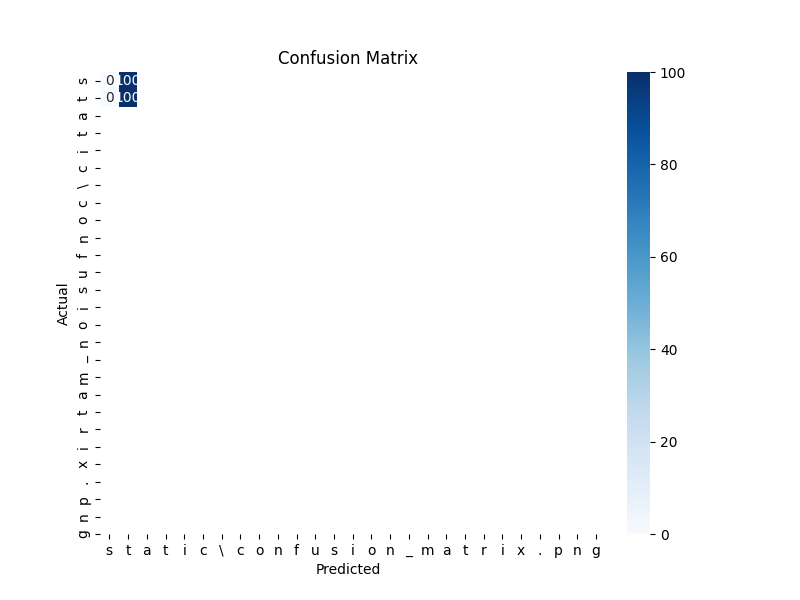 Confusion Matrix
0 100
0 100
s t a t i c \ c o n f u s i o n _ m a t r i x . p n g
Actual
s t a t i c \ c o n f u s i o n _ m a t r i x . p n g
Predicted
100
80
60
40
20
0